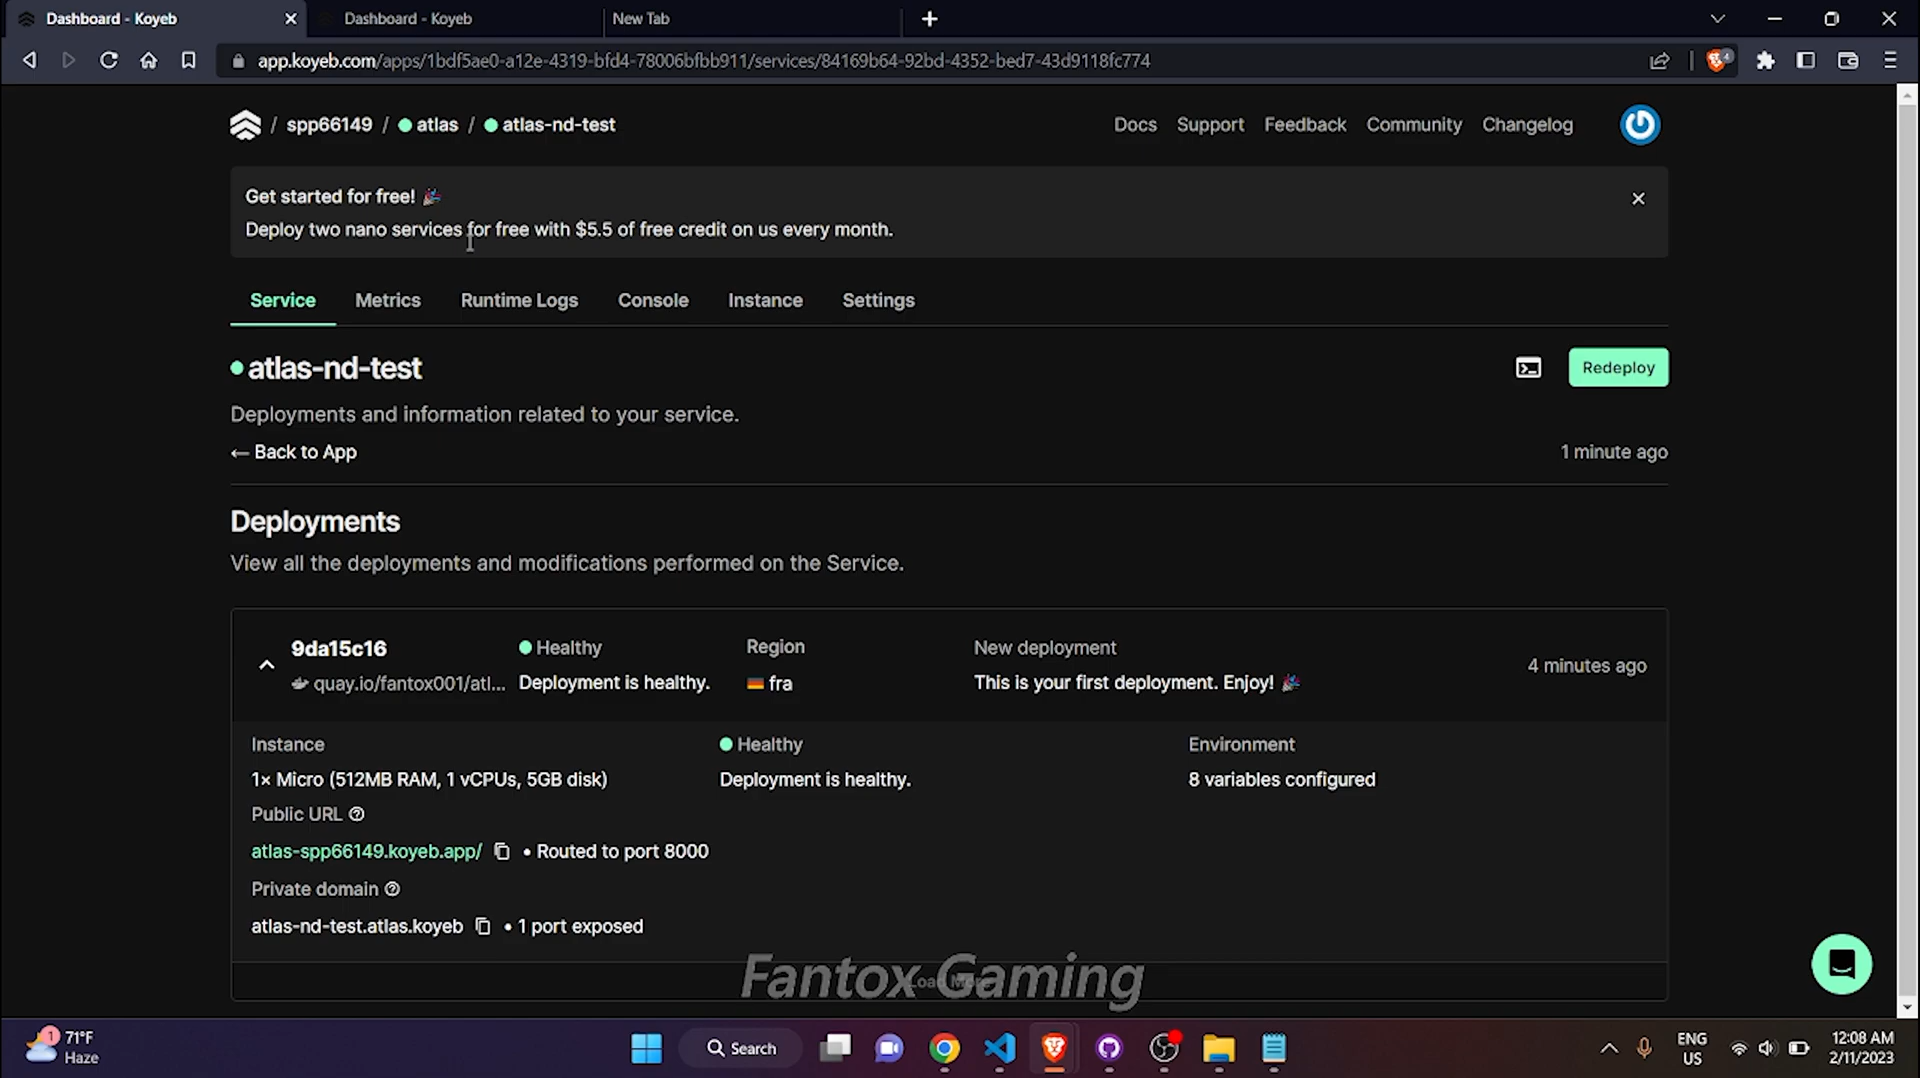 Dashboard - Koyeb
Dashboard - Koyeb
New Tab
app.koyeb.com/apps/1bdf5ae0-a12e-4319-bfd4-78006bfbb911/services/84169b64-92bd-4352-bed7-43d9118fc774
4
/ spp66149 / atlas / atlas-nd-test
Docs Support Feedback Community Changelog
Get started for free!
Deploy two nano services for free with $5.5 of free credit on us every month.
Service Metrics Runtime Logs Console Instance Settings
atlas-nd-test
Redeploy
Deployments and information related to your service.
← Back to App
1 minute ago
Deployments
View all the deployments and modifications performed on the Service.
9da15c16
quay.io/fantox001/atl...
Healthy
Deployment is healthy.
Region
fra
New deployment
This is your first deployment. Enjoy!
4 minutes ago
Instance
1× Micro (512MB RAM, 1 vCPUs, 5GB disk)
Healthy
Deployment is healthy.
Environment
8 variables configured
Public URL
atlas-spp66149.koyeb.app/ • Routed to port 8000
Private domain
atlas-nd-test.atlas.koyeb • 1 port exposed
Load More
Fantox Gaming
1
71°F
Haze
Search
ENG
US
12:08 AM
2/11/2023